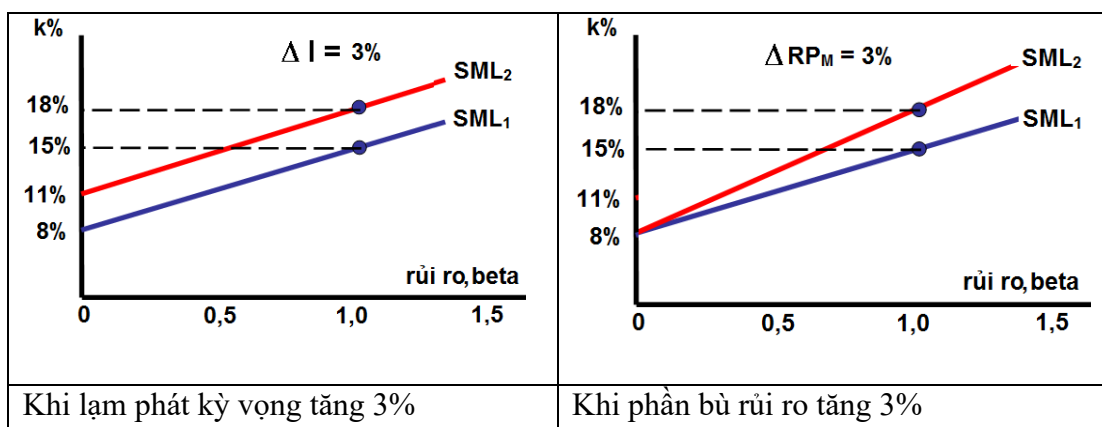 k%
Δ I = 3%
SML₂
18%
SML₁
15%
11%
8%
rủi ro, beta
0 0,5 1,0 1,5
Khi lạm phát kỳ vọng tăng 3%
k%
Δ RPM = 3%
SML₂
18%
SML₁
15%
11%
8%
rủi ro, beta
0 0,5 1,0 1,5
Khi phần bù rủi ro tăng 3%